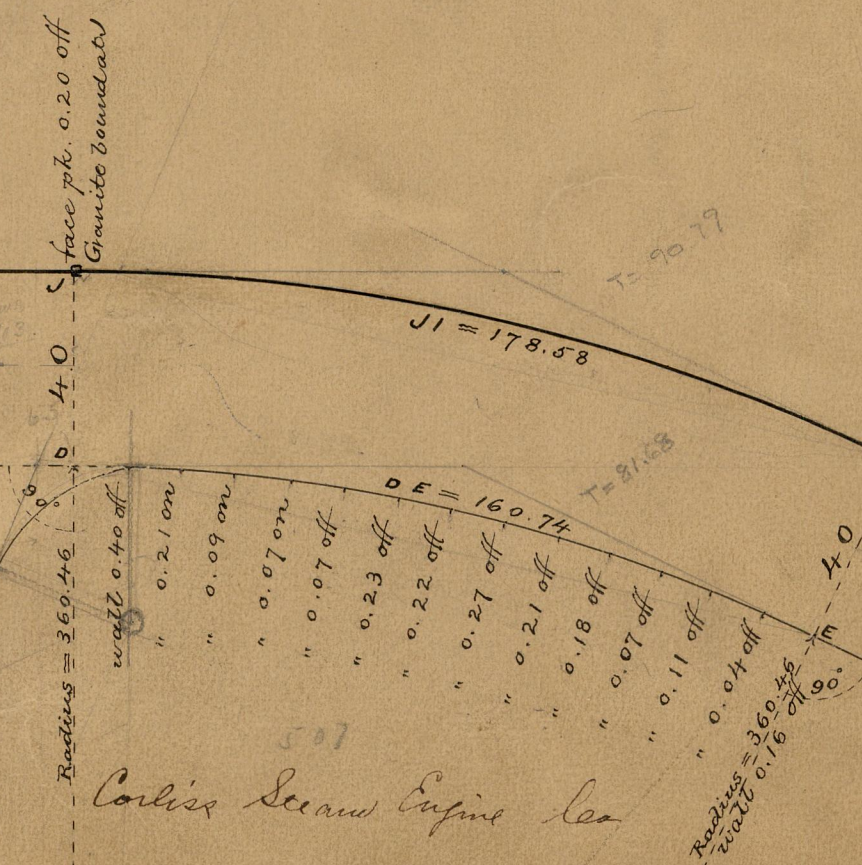 face pk. 0.20 off
Granite boundary
T= 90.79
J
J1 = 178.58
40
D
60°
T= 81.68
DE = 160.74
40
E
90°
Radius = 360.46
wall 0.40 off
" 0.21 on
" 0.09 on
" 0.07 on
" 0.07 off
" 0.23 off
" 0.22 off
" 0.27 off
" 0.21 off
" 0.18 off
" 0.07 off
" 0.11 off
" 0.04 off
Radius = 360.46
wall 0.16 off
507
Corliss Steam Engine Co